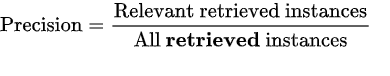 Precision = Relevant retrieved instances
All retrieved instances